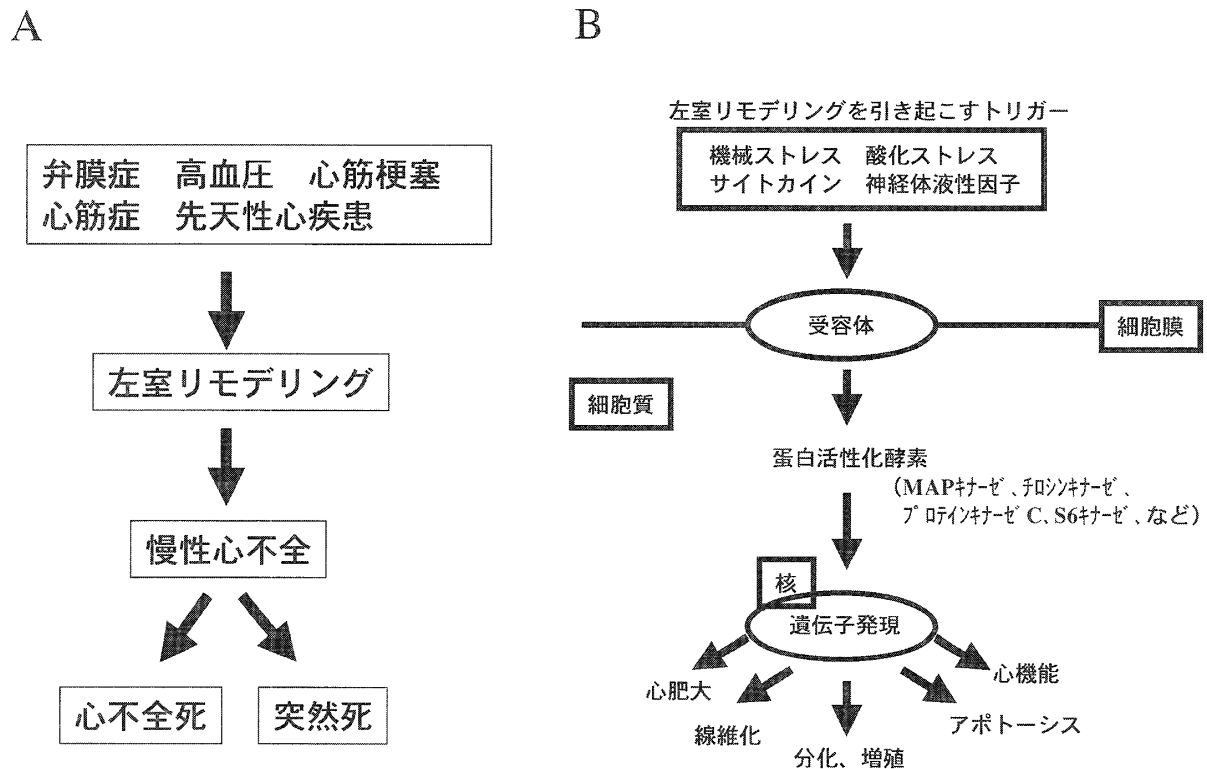 A
弁膜症 高血圧 心筋梗塞
心筋症 先天性心疾患
左室リモデリング
慢性心不全
心不全死 突然死
B
左室リモデリングを引き起こすトリガー
機械ストレス 酸化ストレス
サイトカイン 神経体液性因子
受容体
細胞膜
細胞質
蛋白活性化酵素
（MAPｷﾅｰｾﾞ、ﾁﾛｼﾝｷﾅｰｾﾞ、
ﾌﾟﾛﾃｲﾝｷﾅｰｾﾞC、S6ｷﾅｰｾﾞ、など）
核
遺伝子発現
心肥大
線維化
分化、増殖
アポトーシス
心機能